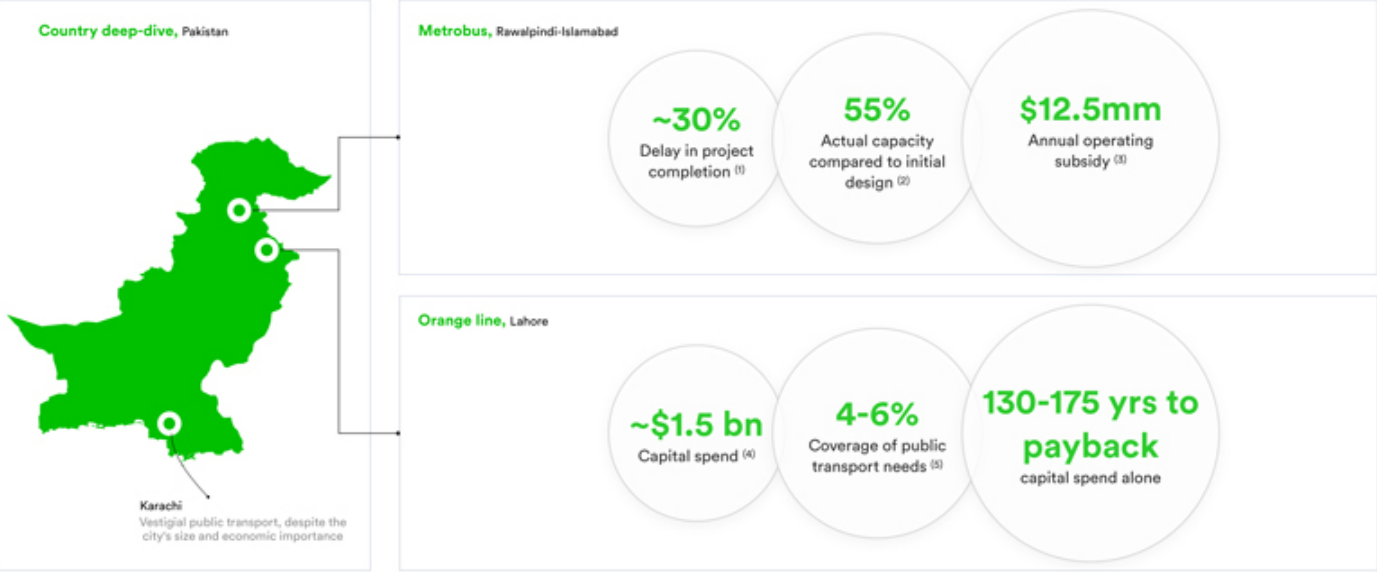 Country deep-dive, Pakistan
Karachi
Vestigial public transport, despite the
city's size and economic importance
Metrobus, Rawalpindi-Islamabad
~30%
Delay in project
completion (1)
55%
Actual capacity
compared to initial
design (2)
$12.5mm
Annual operating
subsidy (3)
Orange line, Lahore
~$1.5 bn
Capital spend (4)
4-6%
Coverage of public
transport needs (5)
130-175 yrs to
payback
capital spend alone